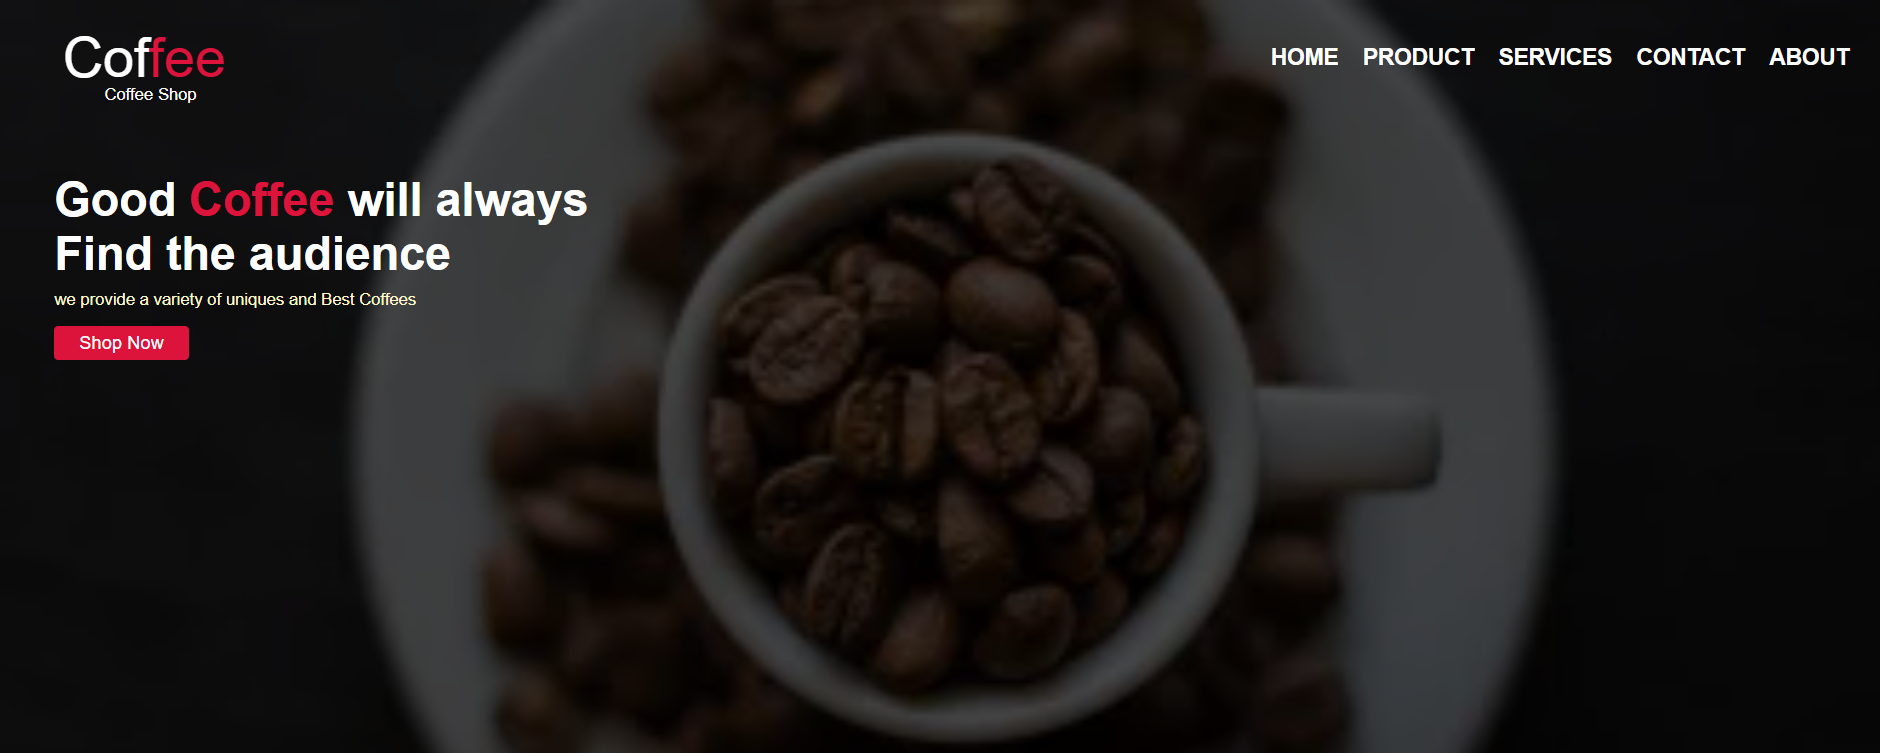 Coffee
Coffee Shop
HOME PRODUCT SERVICES CONTACT ABOUT
Good Coffee will always
Find the audience
we provide a variety of uniques and Best Coffees
Shop Now